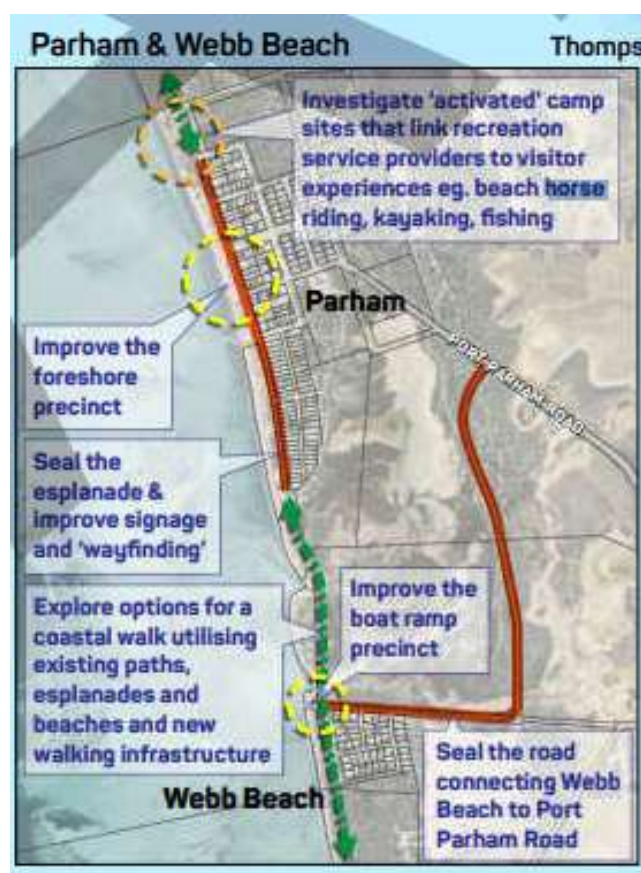 Parham & Webb Beach
Thomps
Investigate 'activated' camp
sites that link recreation
service providers to visitor
experiences eg. beach horse
riding, kayaking, fishing
Parham
PORT PARHAM ROAD
Improve the
foreshore
precinct
Seal the
esplanade &
improve signage
and 'wayfinding'
Improve the
boat ramp
precinct
Explore options for a
coastal walk utilising
existing paths,
esplanades and
beaches and new
walking infrastructure
Webb Beach
Seal the road
connecting Webb
Beach to Port
Parham Road